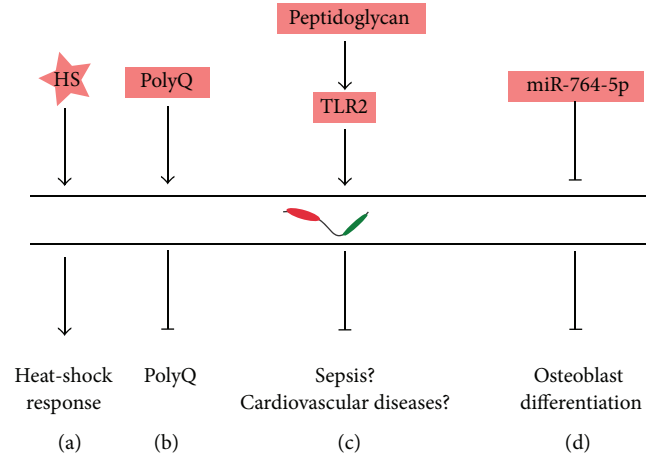 Peptidoglycan
HS
PolyQ
TLR2
miR-764-5p
Heat-shock
response
PolyQ
Sepsis?
Cardiovascular diseases?
Osteoblast
differentiation
(a)
(b)
(c)
(d)